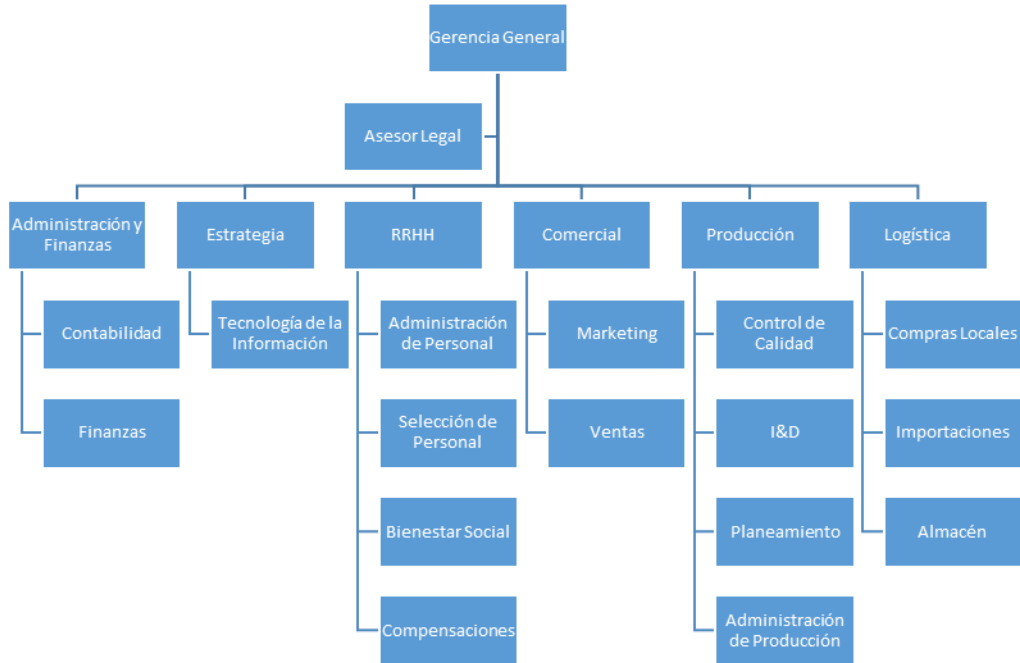 Gerencia General
Asesor Legal
Administración y
Finanzas
Estrategia
RRHH
Comercial
Producción
Logística
Contabilidad
Tecnología de la
Información
Administración
de Personal
Marketing
Control de
Calidad
Compras Locales
Finanzas
Selección de
Personal
Ventas
I&D
Importaciones
Bienestar Social
Planeamiento
Almacén
Compensaciones
Administración
de Producción